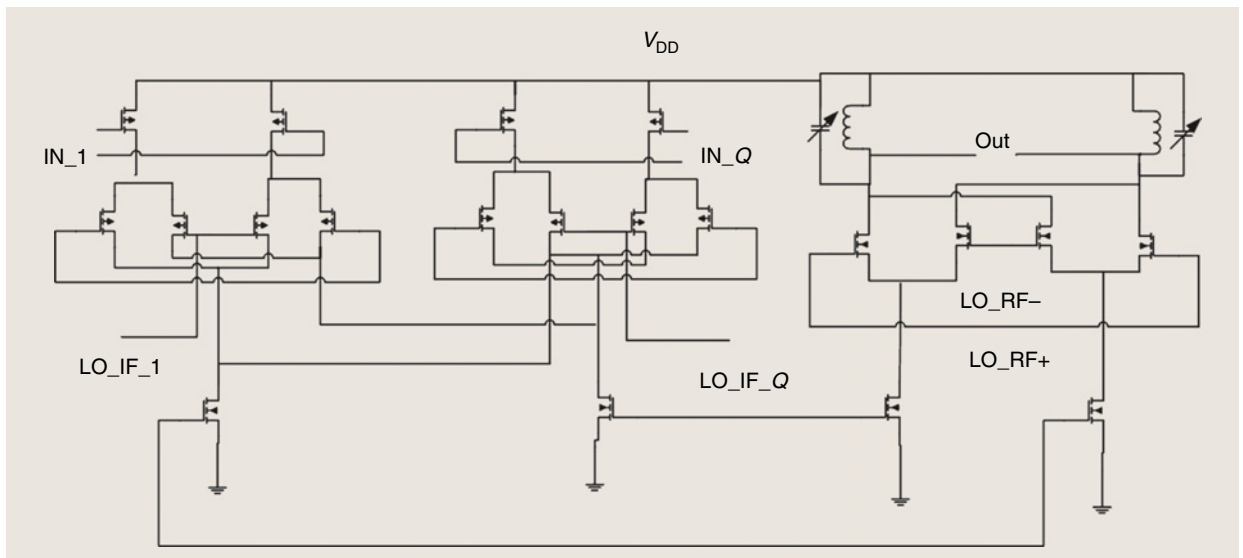 V_DD
IN_1
IN_Q
Out
LO_IF_1
LO_IF_Q
LO_RF–
LO_RF+